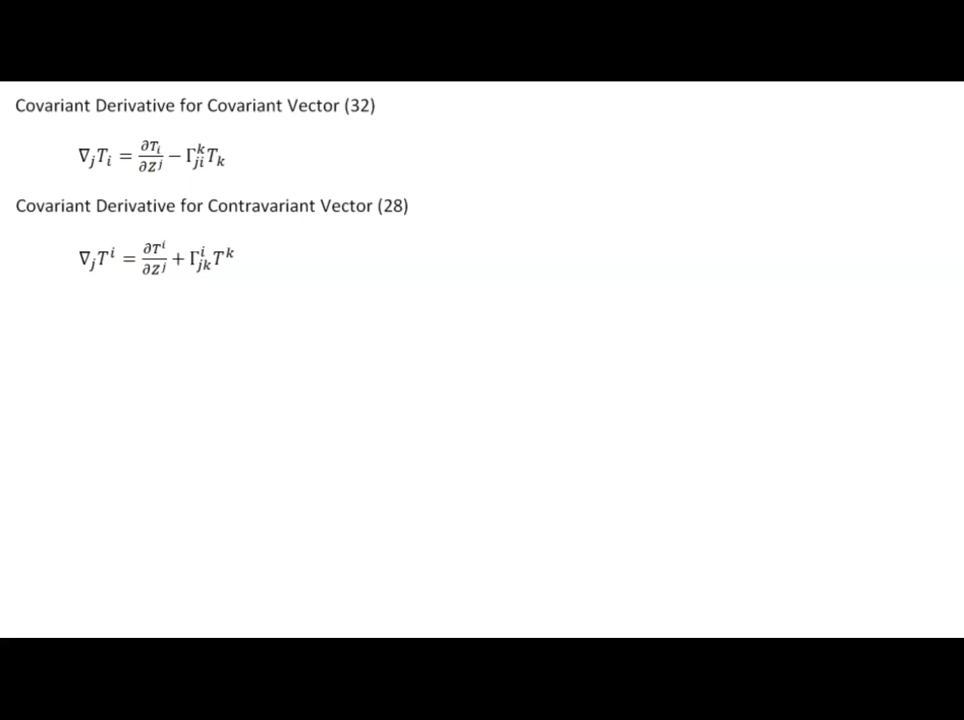 Covariant Derivative for Covariant Vector (32)
∇ⱼTᵢ = ∂Tᵢ/∂Zʲ − Γᵏⱼᵢ Tₖ
Covariant Derivative for Contravariant Vector (28)
∇ⱼTⁱ = ∂Tⁱ/∂Zʲ + Γⁱⱼₖ Tᵏ